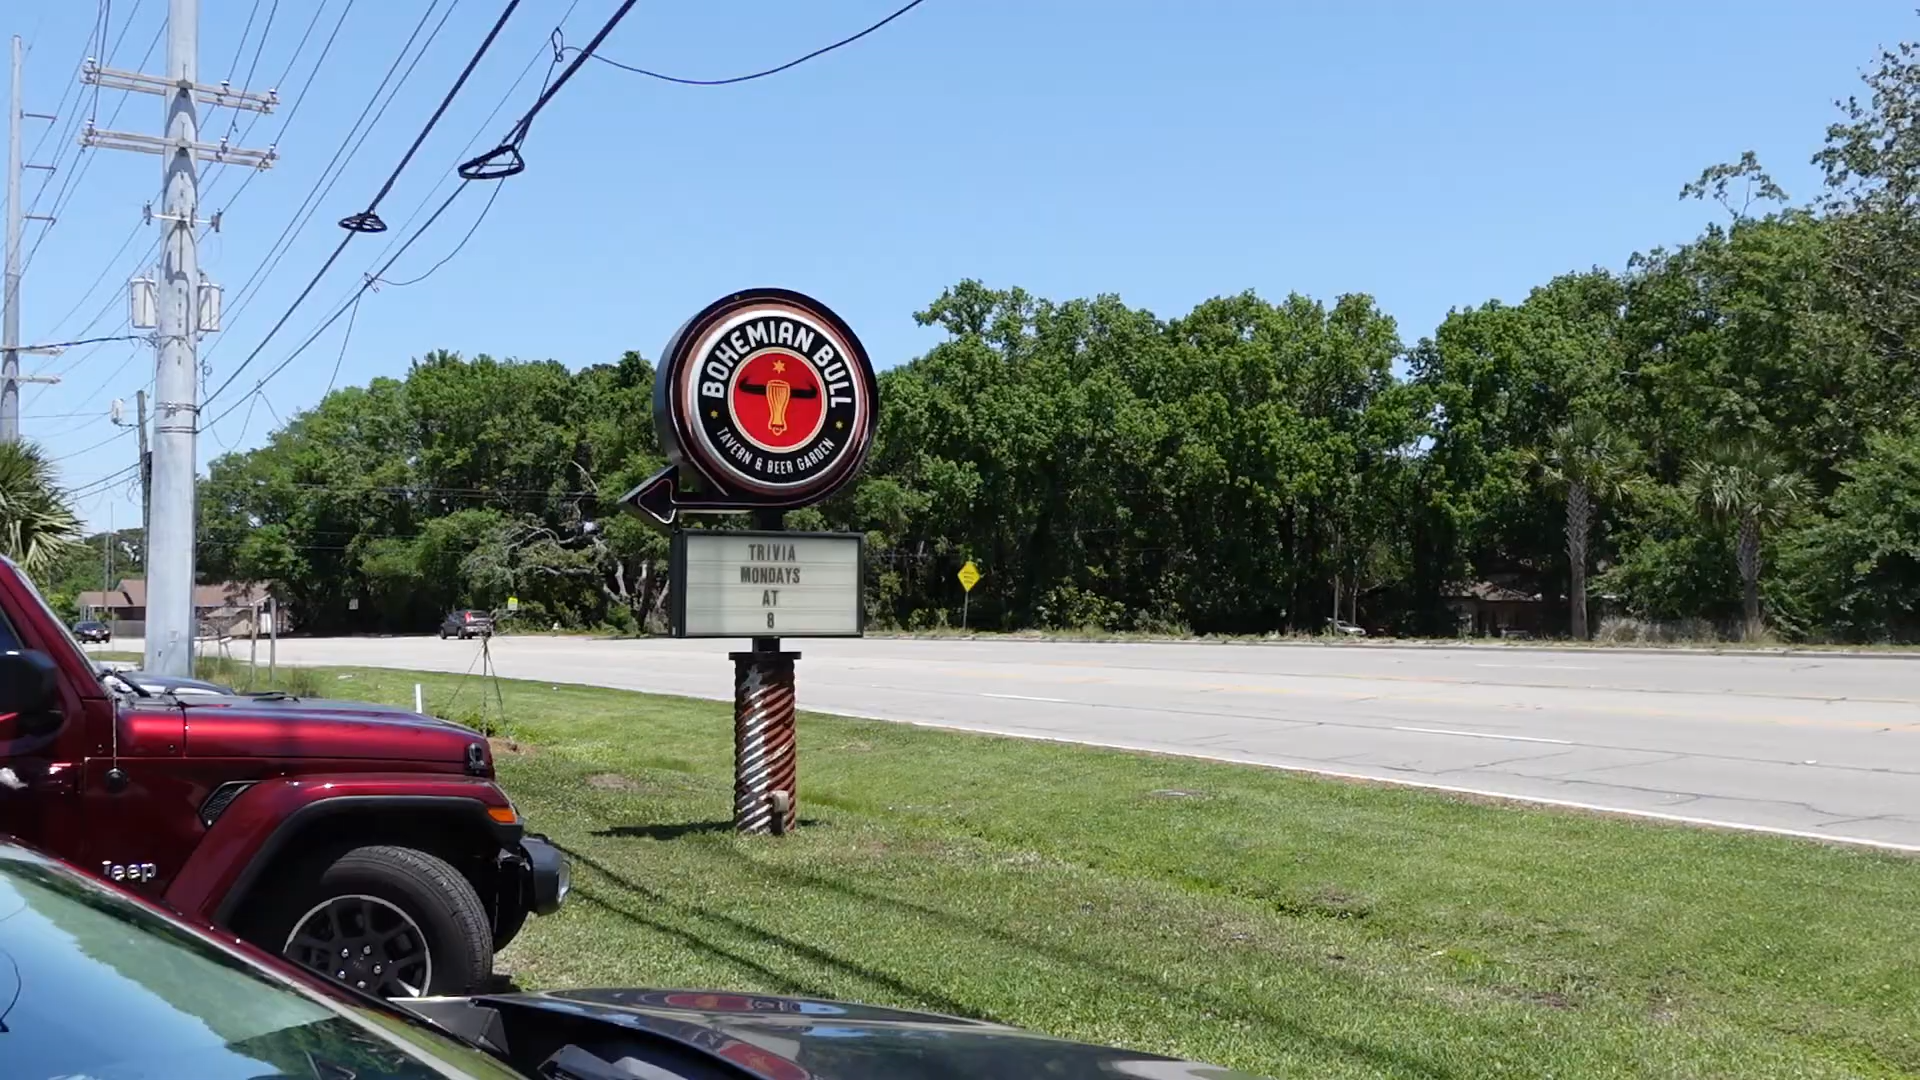 BOHEMIAN BULL
TAVERN & BEER GARDEN
TRIVIA
MONDAYS
AT
8
Jeep